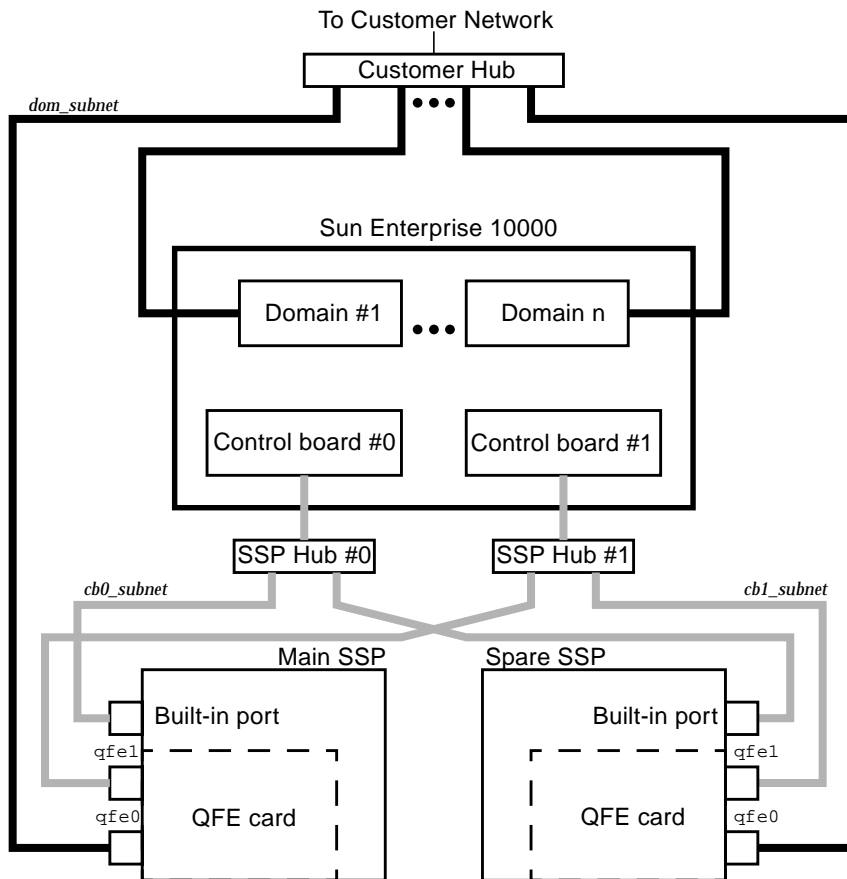 To Customer Network
Customer Hub
dom_subnet
Sun Enterprise 10000
Domain #1
Domain n
Control board #0
Control board #1
SSP Hub #0
SSP Hub #1
cb0_subnet
cb1_subnet
Main SSP
Spare SSP
Built-in port
Built-in port
qfe1
qfe1
QFE card
QFE card
qfe0
qfe0